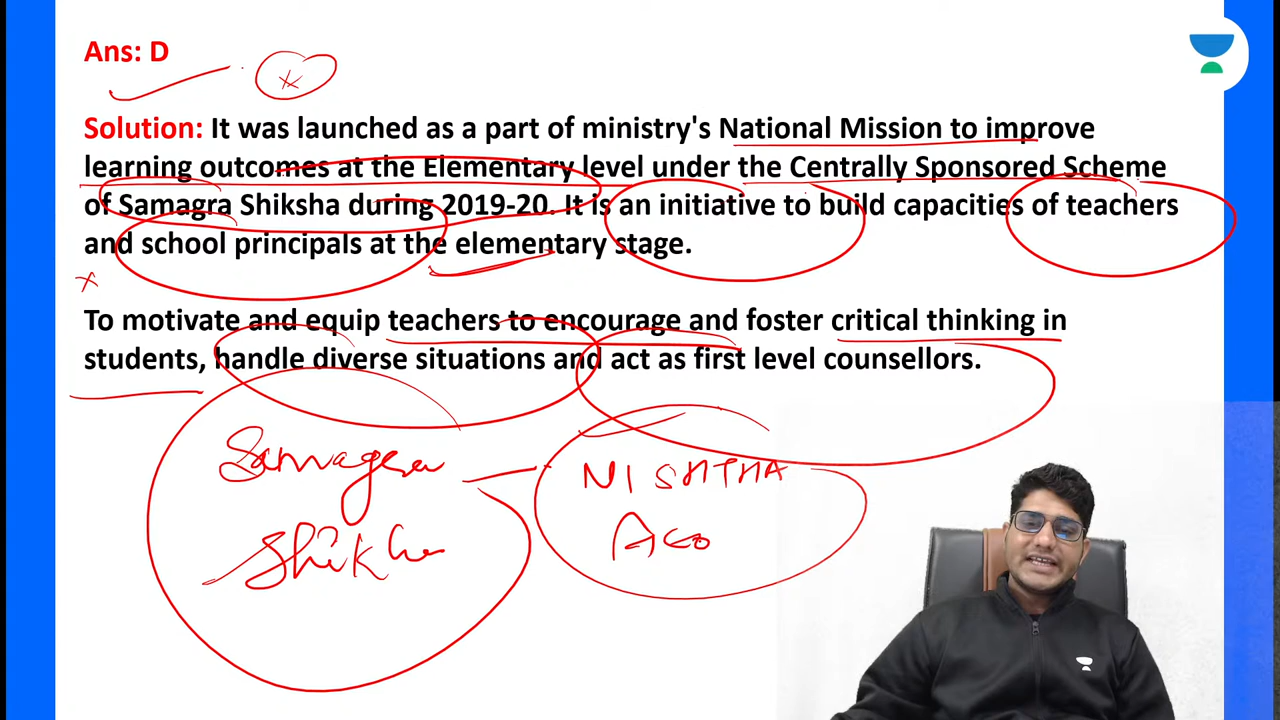 Ans: D
Solution: It was launched as a part of ministry's National Mission to improve
learning outcomes at the Elementary level under the Centrally Sponsored Scheme
of Samagra Shiksha during 2019-20. It is an initiative to build capacities of teachers
and school principals at the elementary stage.
To motivate and equip teachers to encourage and foster critical thinking in
students, handle diverse situations and act as first level counsellors.
Samagra
NISHTHA
Shiksha